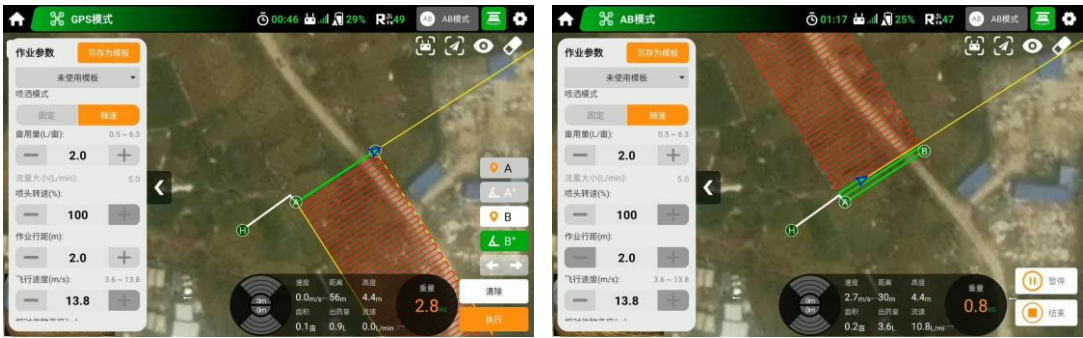 GPS模式
00:46
29%
R 49
AB
AB模式
作业参数
另存为模板
未使用模板
喷洒模式
固定
随速
亩用量(L/亩):
0.5 ~ 6.3
2.0
流量大小(L/min):
5.0
喷头转速(%):
100
作业行距(m):
2.0
飞行速度(m/s):
3.6 ~ 13.8
13.8
A
H
A
A°
B
B°
清除
执行
0m
0m
速度
距离
高度
0.0m/s
56m
4.4m
面积
出药量
流速
0.1亩
0.9L
0.0L/min
重量
2.8KG
AB模式
01:17
25%
R 47
AB
AB模式
作业参数
另存为模板
未使用模板
喷洒模式
固定
随速
亩用量(L/亩):
0.5 ~ 6.3
2.0
流量大小(L/min):
5.0
喷头转速(%):
100
作业行距(m):
2.0
飞行速度(m/s):
3.6 ~ 13.8
13.8
B
A
H
暂停
结束
0m
0m
速度
距离
高度
2.7m/s
30m
4.4m
面积
出药量
流速
0.2亩
3.6L
10.8L/min
重量
0.8KG